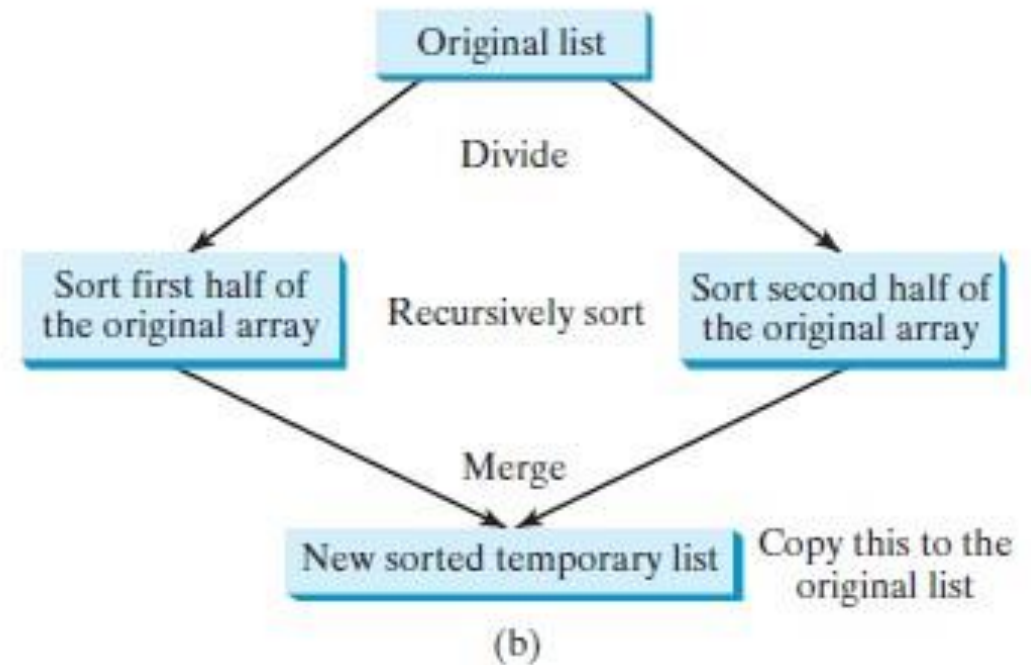 Original list
Divide
Sort first half of
the original array
Recursively sort
Sort second half of
the original array
Merge
New sorted temporary list
Copy this to the
original list
(b)